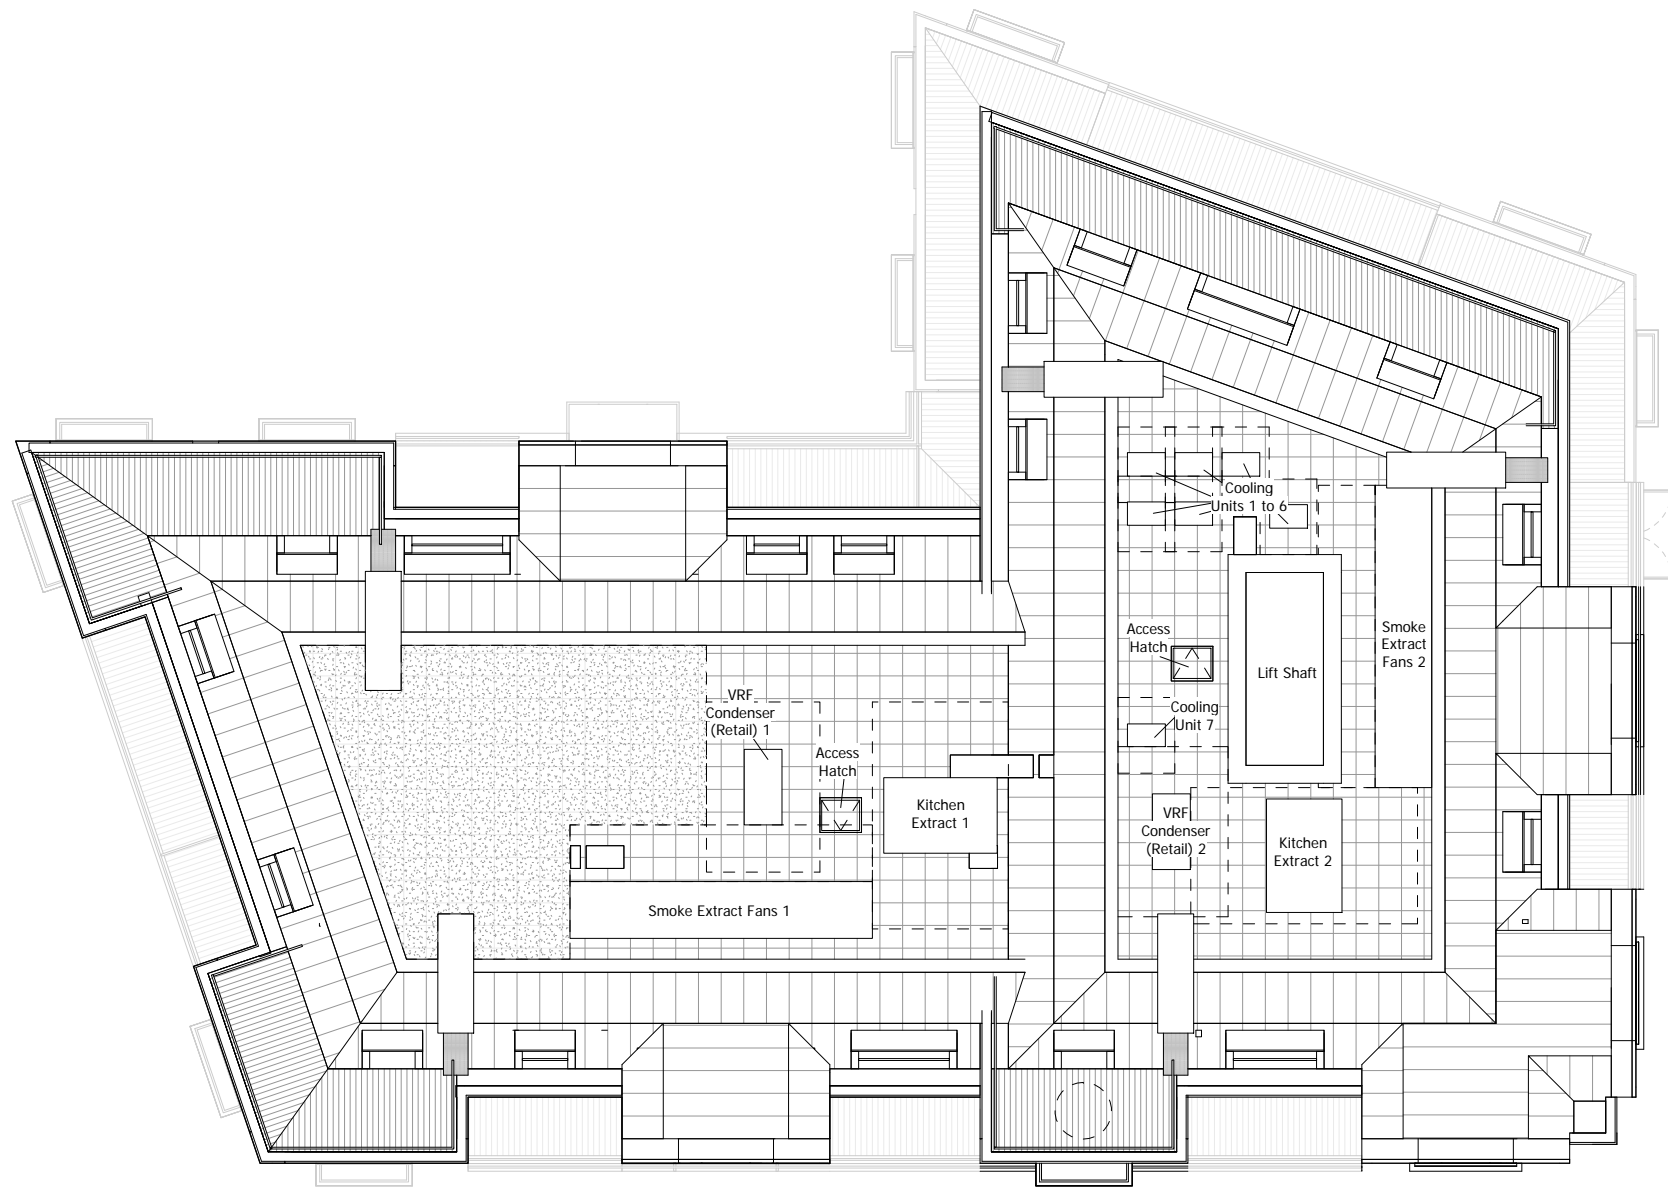 Cooling
Units 1 to 6
Access
Hatch
Smoke
Extract
Fans 2
Lift Shaft
VRF
Condenser
(Retail) 1
Cooling
Unit 7
Access
Hatch
Kitchen
Extract 1
VRF
Condenser
(Retail) 2
Kitchen
Extract 2
Smoke Extract Fans 1